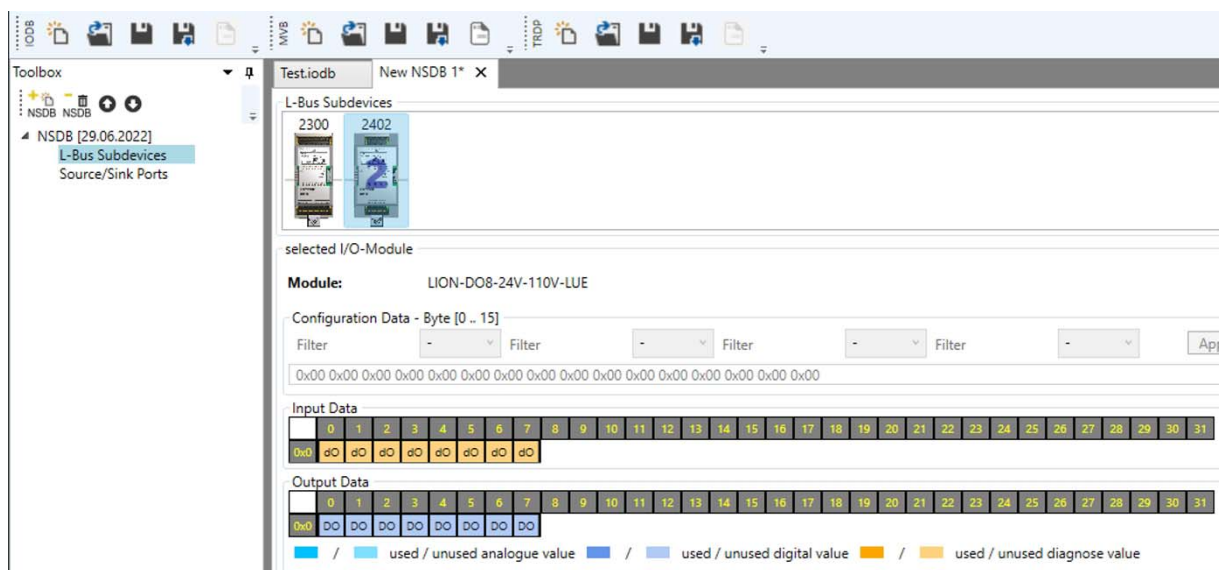 IODB MVB TRDP
Toolbox
NSDB NSDB
NSDB [29.06.2022]
L-Bus Subdevices
Source/Sink Ports
Test.iodb New NSDB 1*
L-Bus Subdevices
2300 2402
2
selected I/O-Module
Module: LION-DO8-24V-110V-LUE
Configuration Data - Byte [0 .. 15]
Filter - Filter - Filter - Filter - App
0x00 0x00 0x00 0x00 0x00 0x00 0x00 0x00 0x00 0x00 0x00 0x00 0x00 0x00 0x00 0x00
Input Data
0 1 2 3 4 5 6 7 8 9 10 11 12 13 14 15 16 17 18 19 20 21 22 23 24 25 26 27 28 29 30 31
0x0 dO dO dO dO dO dO dO dO
Output Data
0 1 2 3 4 5 6 7 8 9 10 11 12 13 14 15 16 17 18 19 20 21 22 23 24 25 26 27 28 29 30 31
0x0 DO DO DO DO DO DO DO DO
/ used / unused analogue value / used / unused digital value / used / unused diagnose value